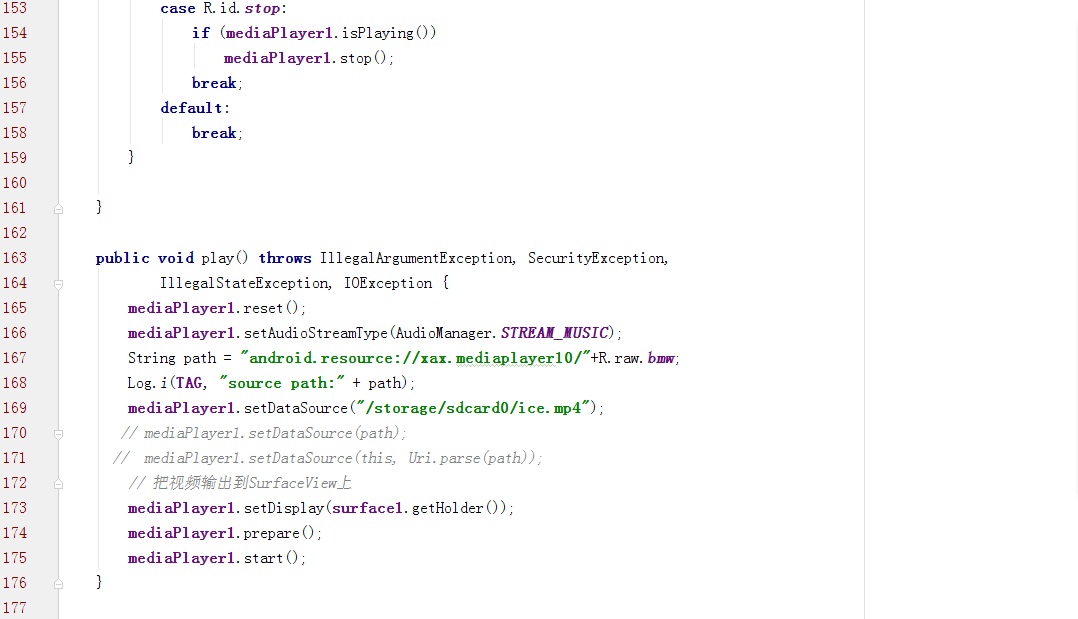 153 case R.id.stop:
154 if (mediaPlayer1.isPlaying())
155 mediaPlayer1.stop();
156 break;
157 default:
158 break;
159 }
160
161 }
162
163 public void play() throws IllegalArgumentException, SecurityException,
164 IllegalStateException, IOException {
165 mediaPlayer1.reset();
166 mediaPlayer1.setAudioStreamType(AudioManager.STREAM_MUSIC);
167 String path = "android.resource://xax.mediaplayer10/"+R.raw.bmw;
168 Log.i(TAG, "source path:" + path);
169 mediaPlayer1.setDataSource("/storage/sdcard0/ice.mp4");
170 // mediaPlayer1.setDataSource(path);
171 // mediaPlayer1.setDataSource(this, Uri.parse(path));
172 // 把视频输出到SurfaceView上
173 mediaPlayer1.setDisplay(surface1.getHolder());
174 mediaPlayer1.prepare();
175 mediaPlayer1.start();
176 }
177